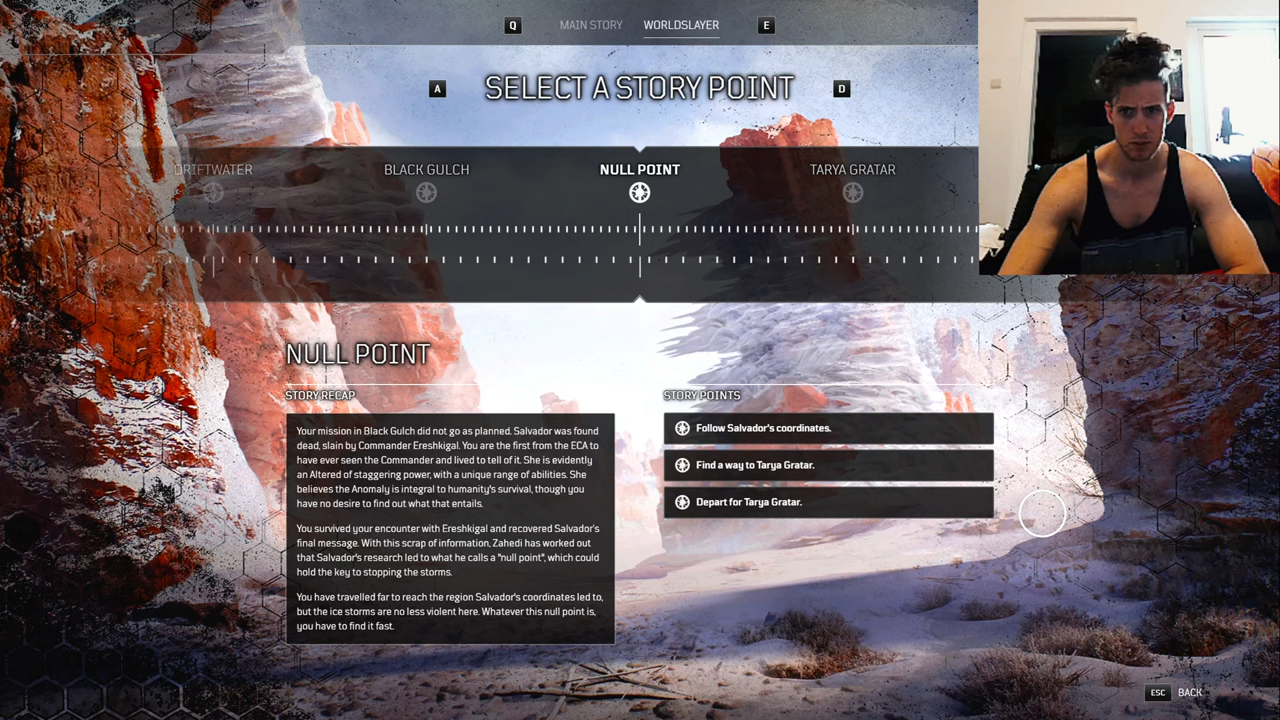 Q MAIN STORY WORLDSLAYER E
A SELECT A STORY POINT D
DRIFTWATER BLACK GULCH NULL POINT TARYA GRATAR
NULL POINT
STORY RECAP
Your mission in Black Gulch did not go as planned. Salvador was found
dead, slain by Commander Ereshkigal. You are the first from the ECA to
have ever seen the Commander and lived to tell of it. She is evidently
an Altered of staggering power, with a unique range of abilities. She
believes the Anomaly is integral to humanity's survival, though you
have no desire to find out what that entails.
You survived your encounter with Ereshkigal and recovered Salvador's
final message. With this scrap of information, Zahedi has worked out
that Salvador's research led to what he calls a "null point", which could
hold the key to stopping the storms.
You have travelled far to reach the region Salvador's coordinates led to,
but the ice storms are no less violent here. Whatever this null point is,
you have to find it fast.
STORY POINTS
Follow Salvador's coordinates.
Find a way to Tarya Gratar.
Depart for Tarya Gratar.
ESC BACK